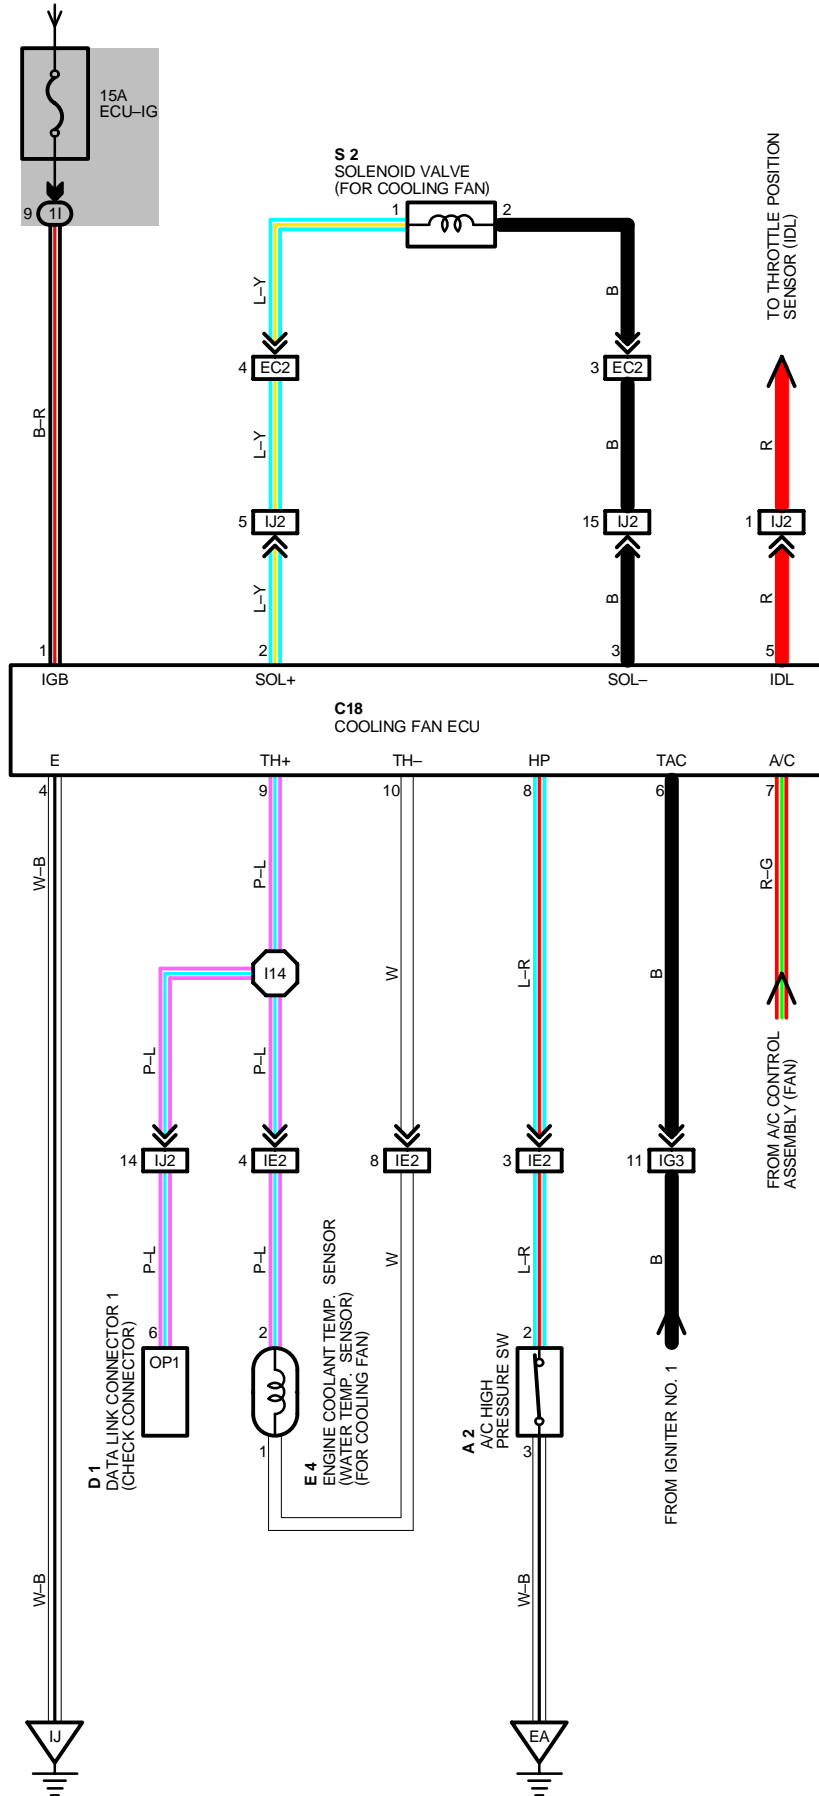 15A
ECU–IG
9
1I
S 2
SOLENOID VALVE
(FOR COOLING FAN)
1
2
TO THROTTLE POSITION
SENSOR (IDL)
L–Y
B
4
EC2
3
EC2
B–R
L–Y
B
R
5
IJ2
15
IJ2
1
IJ2
L–Y
B
R
1
2
3
5
IGB
SOL+
SOL–
IDL
C18
COOLING FAN ECU
E
TH+
TH–
HP
TAC
A/C
4
9
10
8
6
7
W–B
P–L
R–G
I14
W
L–R
B
P–L
P–L
FROM A/C CONTROL
ASSEMBLY (FAN)
14
IJ2
4
IE2
8
IE2
3
IE2
11
IG3
P–L
P–L
W
L–R
B
6
OP1
2
2
D 1
DATA LINK CONNECTOR 1
(CHECK CONNECTOR)
1
E 4
ENGINE COOLANT TEMP. SENSOR
(WATER TEMP. SENSOR)
(FOR COOLING FAN)
A 2
A/C HIGH
PRESSURE SW
3
FROM IGNITER NO. 1
W–B
W–B
IJ
EA